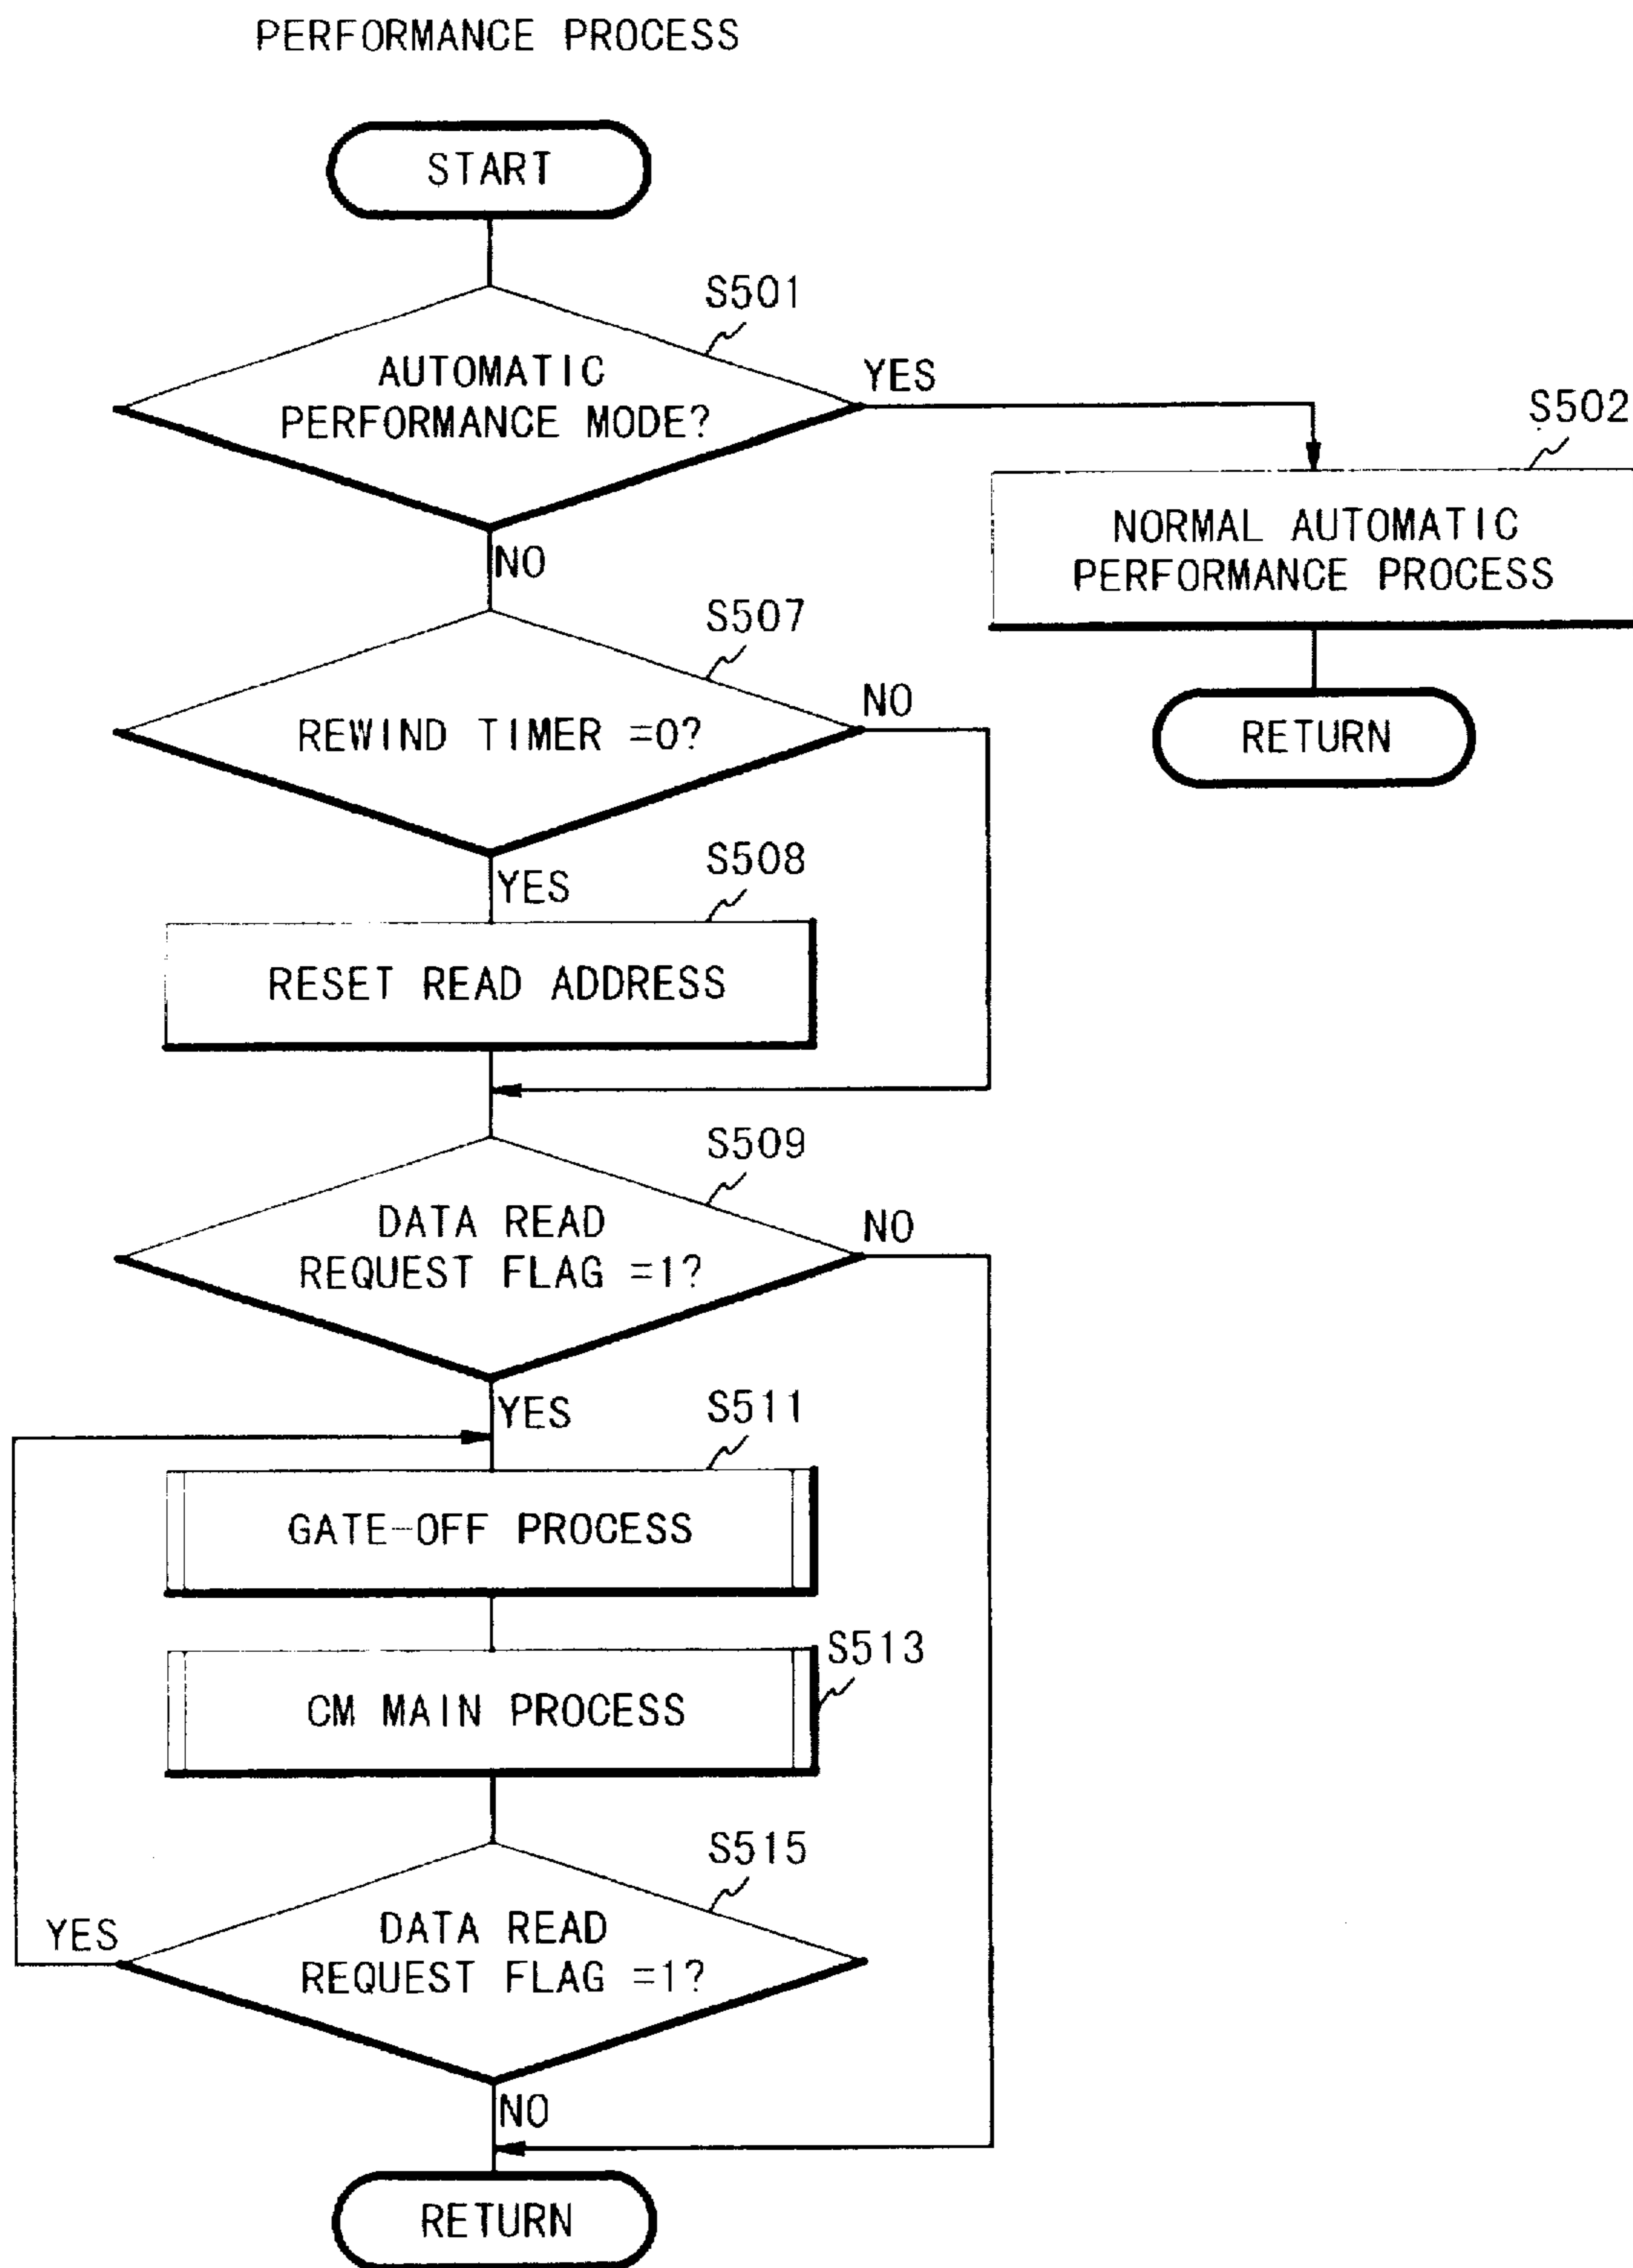 PERFORMANCE PROCESS
START
S501
AUTOMATIC
PERFORMANCE MODE?
YES
S502
NORMAL AUTOMATIC
PERFORMANCE PROCESS
RETURN
NO
S507
REWIND TIMER =0?
NO
YES
S508
RESET READ ADDRESS
S509
DATA READ
REQUEST FLAG =1?
NO
YES
S511
GATE-OFF PROCESS
S513
CM MAIN PROCESS
S515
DATA READ
REQUEST FLAG =1?
YES
NO
RETURN